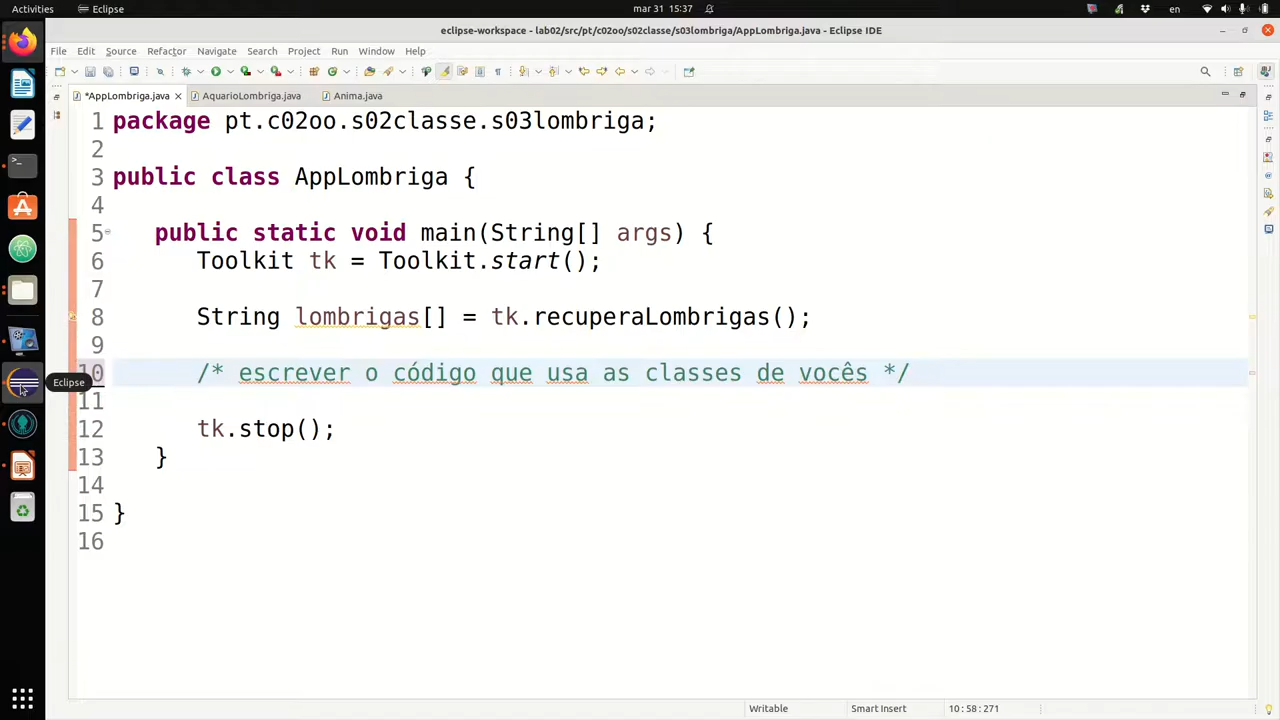 Activities
Eclipse
mar 31 15:37
en
eclipse-workspace - lab02/src/pt/c02oo/s02classe/s03lombriga/AppLombriga.java - Eclipse IDE
File Edit Source Refactor Navigate Search Project Run Window Help
*AppLombriga.java AquarioLombriga.java Anima.java
1 package pt.c02oo.s02classe.s03lombriga;
2
3 public class AppLombriga {
4
5 public static void main(String[] args) {
6 Toolkit tk = Toolkit.start();
7
8 String lombrigas[] = tk.recuperaLombrigas();
9
10 /* escrever o código que usa as classes de vocês */
Eclipse
11
12 tk.stop();
13 }
14
15 }
16
Writable Smart Insert 10 : 58 : 271